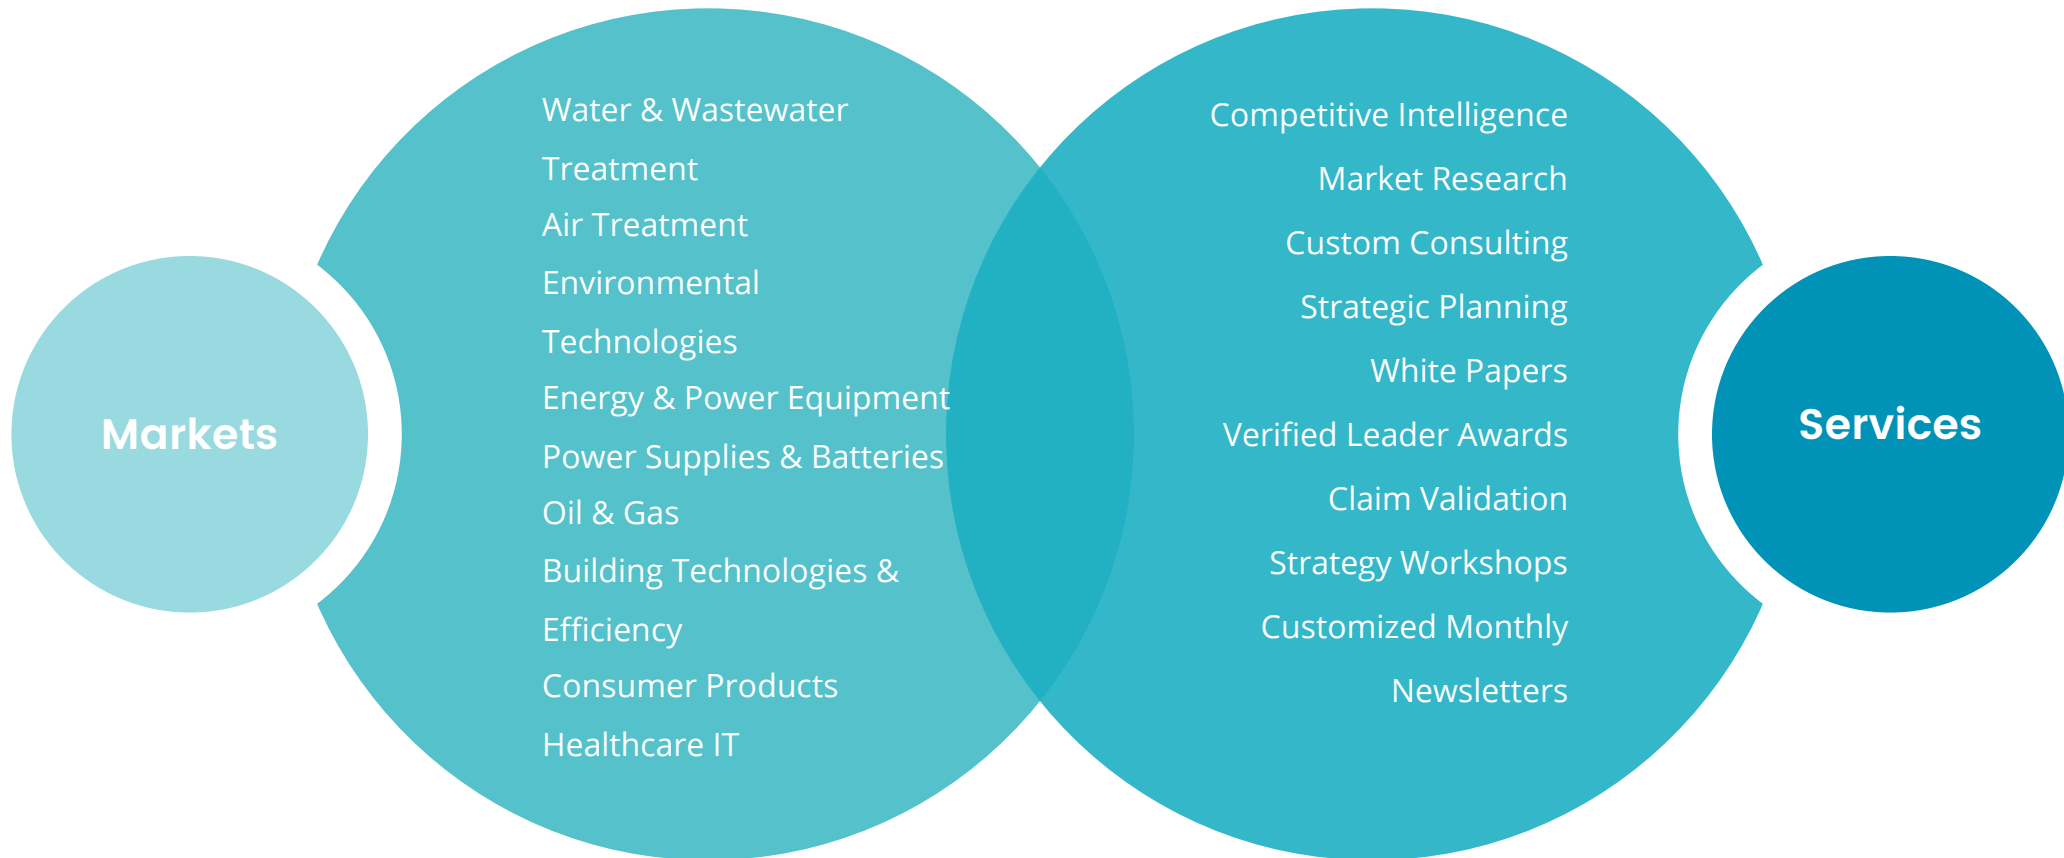 Markets
Water & Wastewater
Treatment
Air Treatment
Environmental
Technologies
Energy & Power Equipment
Power Supplies & Batteries
Oil & Gas
Building Technologies &
Efficiency
Consumer Products
Healthcare IT
Competitive Intelligence
Market Research
Custom Consulting
Strategic Planning
White Papers
Verified Leader Awards
Claim Validation
Strategy Workshops
Customized Monthly
Newsletters
Services